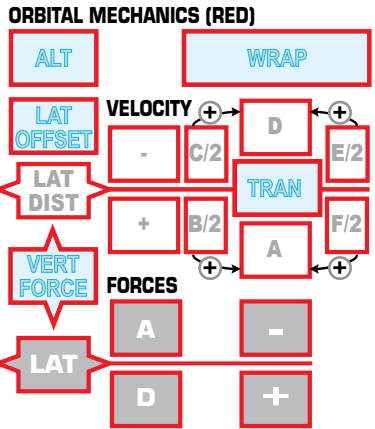 ORBITAL MECHANICS (RED)
ALT
WRAP
LAT
OFFSET
VELOCITY
+
+
D
-
C/2
E/2
LAT
DIST
TRAN
+
B/2
F/2
A
+
+
VERT
FORCE
FORCES
A
-
LAT
D
+